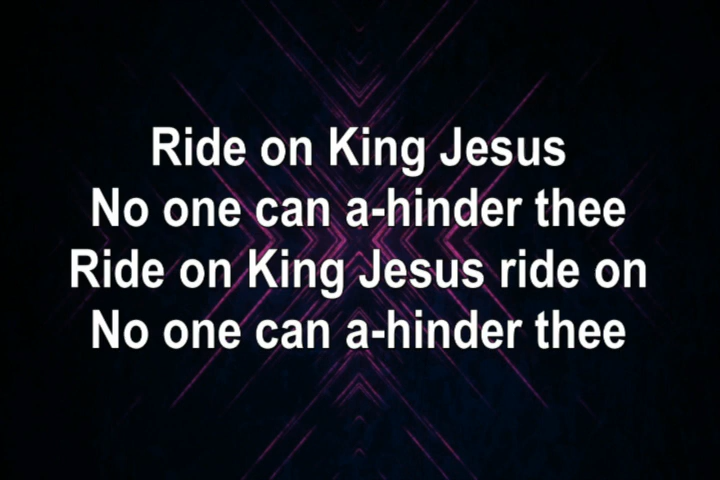 Ride on King Jesus
No one can a-hinder thee
Ride on King Jesus ride on
No one can a-hinder thee